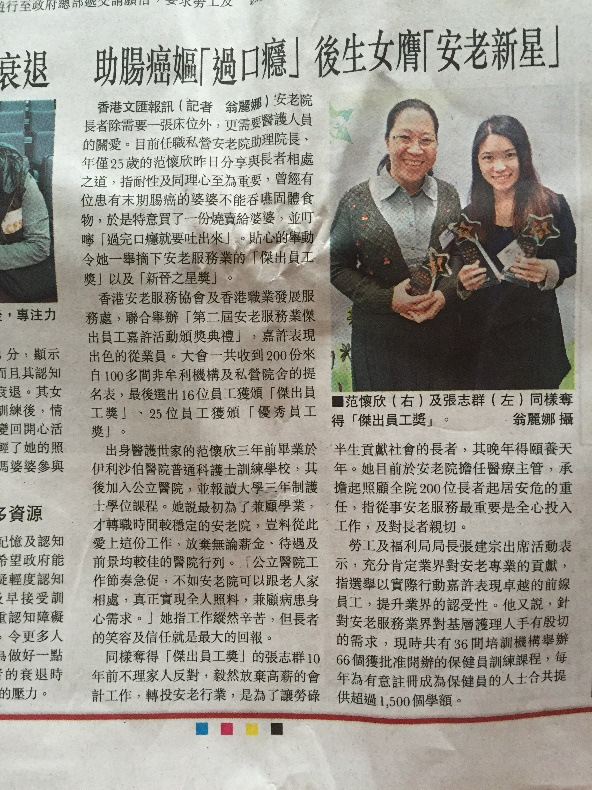 遊行至政府總部遞交請願信,要求勞工及
衰退
助腸癌嫗「過口癮」 後生女膺「安老新星」
香港文匯報訊(記者 翁麗娜)安老院
長者除需要一張床位外,更需要醫護人員
的關愛。目前任職私營安老院助理院長、
年僅25歲的范懷欣昨日分享與長者相處
之道,指耐性及同理心至為重要,曾經有
位患有末期腸癌的婆婆不能吞嚥固體食
物,於是特意買了一份燒賣給婆婆,並叮
嚀「過完口癮就要吐出來」。貼心的舉動
令她一舉摘下安老服務業的「傑出員工
獎」以及「新晉之星獎」。
香港安老服務協會及香港職業發展服
務處,聯合舉辦「第二屆安老服務業傑
出員工嘉許活動頒獎典禮」,嘉許表現
出色的從業員。大會一共收到200份來
自100多間非牟利機構及私營院舍的提
名表,最後選出16位員工獲頒「傑出員
工獎」、25位員工獲頒「優秀員工
獎」。
出身醫護世家的范懷欣三年前畢業於
伊利沙伯醫院普通科護士訓練學校,其
後加入公立醫院,並報讀大學三年制護
士學位課程。她說最初為了兼顧學業,
才轉職時間較穩定的安老院,豈料從此
愛上這份工作,放棄無論薪金、待遇及
前景均較佳的醫院行列。「公立醫院工
作節奏急促,不如安老院可以跟老人家
相處,真正實現全人照料,兼顧病患身
心需求。」她指工作縱然辛苦,但長者
的笑容及信任就是最大的回報。
同樣奪得「傑出員工獎」的張志群10
年前不理家人反對,毅然放棄高薪的會
計工作,轉投安老行業,是為了讓勞碌
■范懷欣(右)及張志群(左)同樣奪
得「傑出員工獎」。 翁麗娜 攝
半生貢獻社會的長者,其晚年得頤養天
年。她目前於安老院擔任醫療主管,承
擔起照顧全院200位長者起居安危的重
任,指從事安老服務最重要是全心投入
工作,及對長者親切。
勞工及福利局局長張建宗出席活動表
示,充分肯定業界對安老專業的貢獻,
指選舉以實際行動嘉許表現卓越的前線
員工,提升業界的認受性。他又說,針
對安老服務業界對基層護理人手有殷切
的需求,現時共有36間培訓機構舉辦
66個獲批准開辦的保健員訓練課程,每
年為有意註冊成為保健員的人士合共提
供超過1,500個學額。
,專注力
分,顯示
而且其認知
衰退。其女
訓練後,情
變回開心活
輕了她的照
馮婆婆參與
多資源
記憶及認知
希望政府能
疑輕度認知
及早接受訓
重認知障礙
。令更多人
為做好一點
者的衰退時
的壓力。